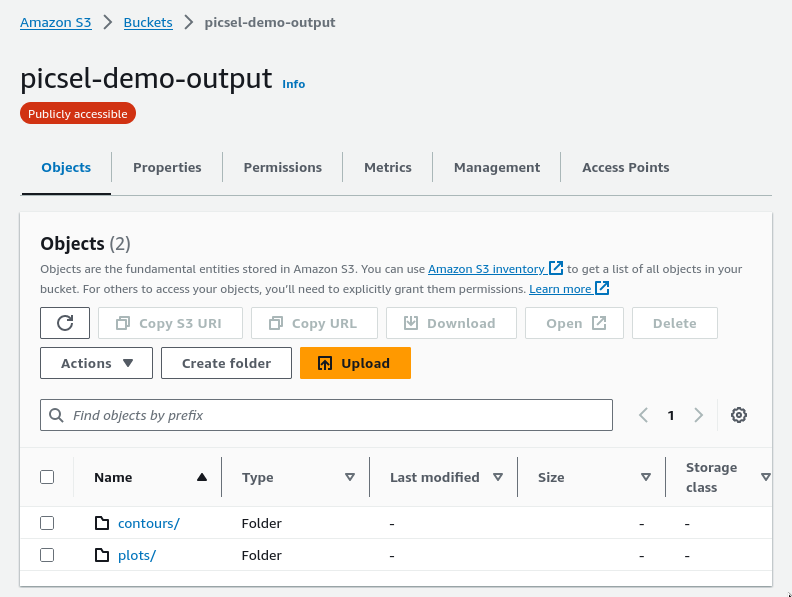 Amazon S3 > Buckets > picsel-demo-output
picsel-demo-output Info
Publicly accessible
Objects Properties Permissions Metrics Management Access Points
Objects (2)
Objects are the fundamental entities stored in Amazon S3. You can use Amazon S3 inventory to get a list of all objects in your
bucket. For others to access your objects, you'll need to explicitly grant them permissions. Learn more
Copy S3 URI Copy URL Download Open Delete
Actions Create folder Upload
Find objects by prefix 1
Name Type Last modified Size Storage
class
contours/ Folder - - -
plots/ Folder - - -